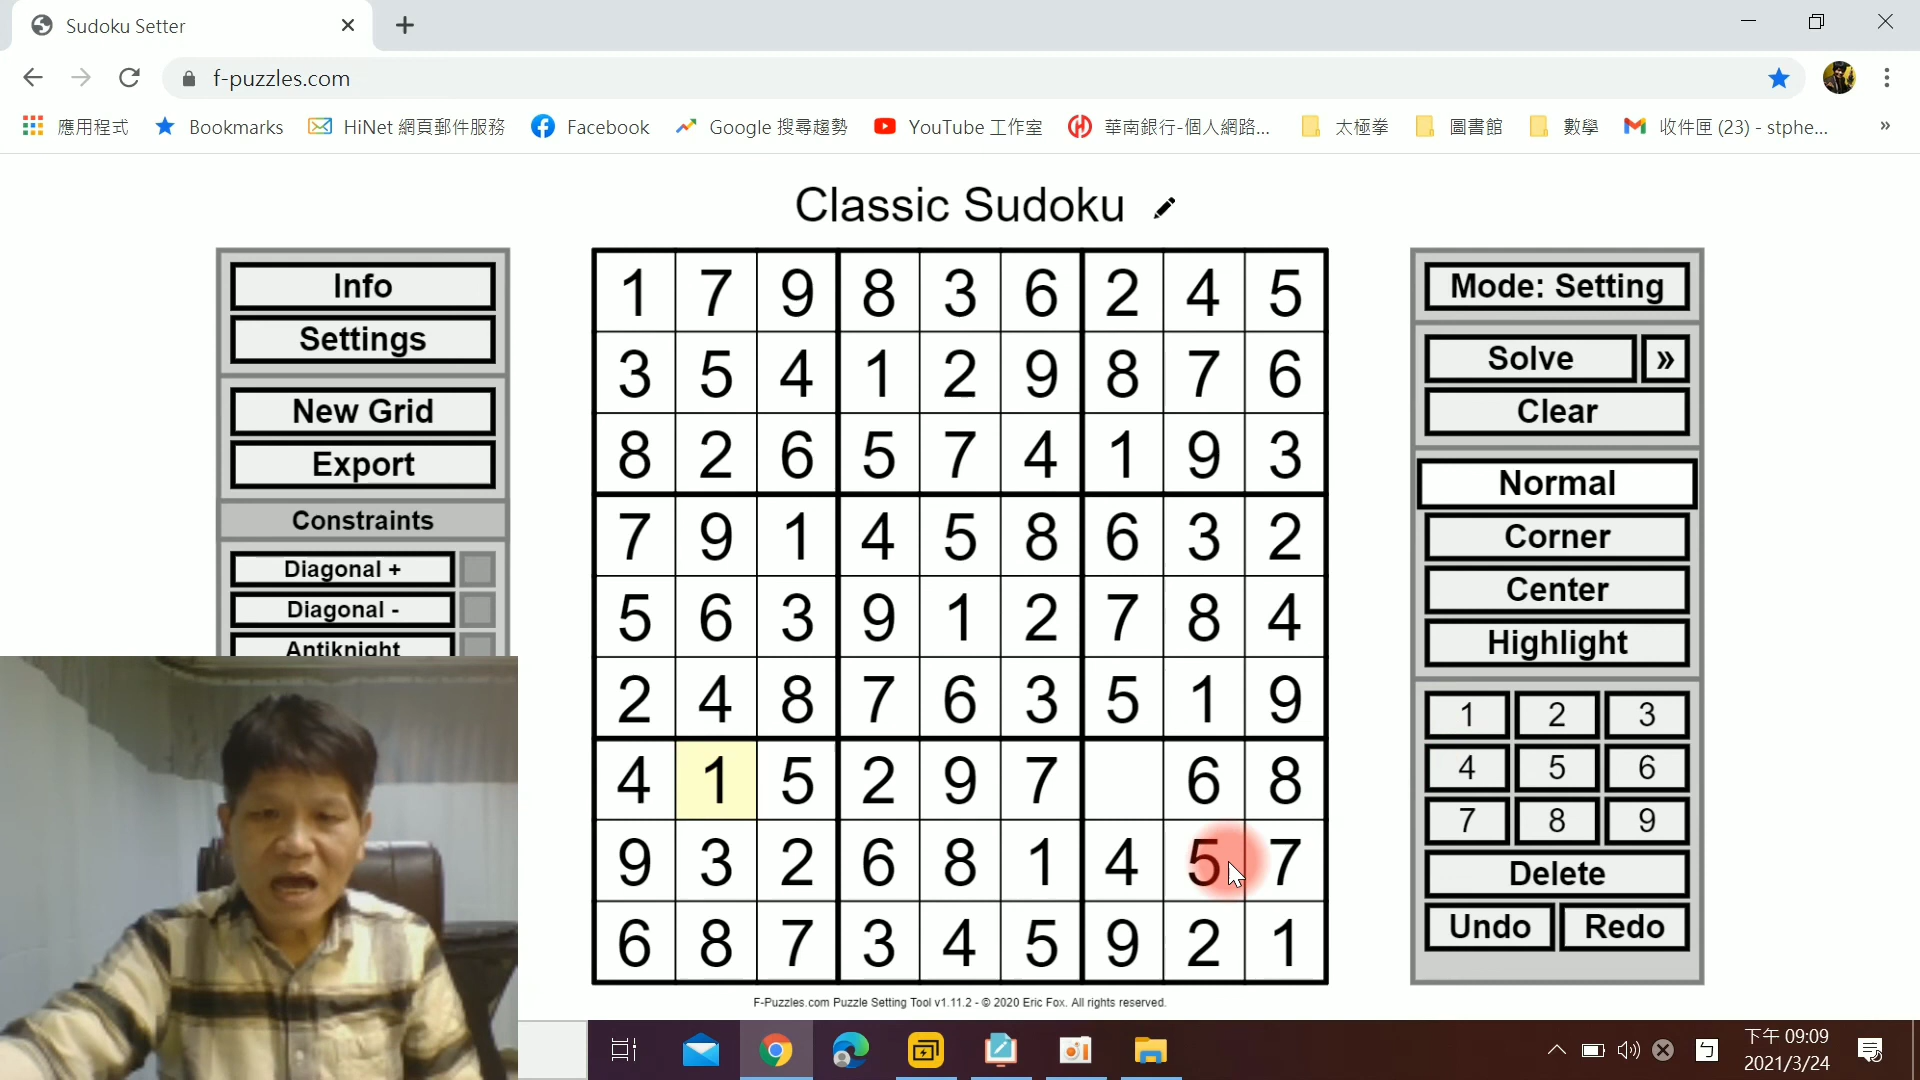 Sudoku Setter
f-puzzles.com
應用程式 Bookmarks HiNet 網頁郵件服務 Facebook Google 搜尋趨勢 YouTube 工作室 華南銀行-個人網路... 太極拳 圖書館 數學 收件匣 (23) - stphe... »
Classic Sudoku
Info
Settings
New Grid
Export
Constraints
Diagonal +
Diagonal -
Antiknight
1 7 9 8 3 6 2 4 5
3 5 4 1 2 9 8 7 6
8 2 6 5 7 4 1 9 3
7 9 1 4 5 8 6 3 2
5 6 3 9 1 2 7 8 4
2 4 8 7 6 3 5 1 9
4 1 5 2 9 7 6 8
9 3 2 6 8 1 4 5 7
6 8 7 3 4 5 9 2 1
F-Puzzles.com Puzzle Setting Tool v1.11.2 - © 2020 Eric Fox. All rights reserved.
Mode: Setting
Solve »
Clear
Normal
Corner
Center
Highlight
1 2 3
4 5 6
7 8 9
Delete
Undo Redo
ㄅ
下午 09:09
2021/3/24